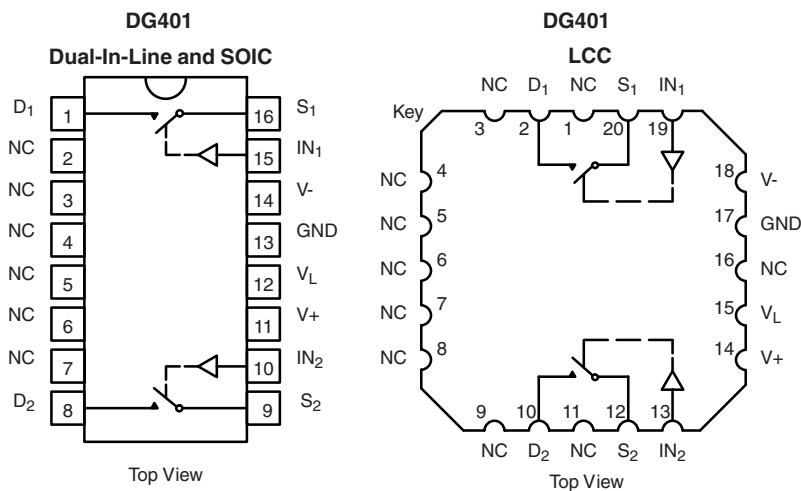 DG401
Dual-In-Line and SOIC
D1 1 16 S1
NC 2 15 IN1
NC 3 14 V-
NC 4 13 GND
NC 5 12 VL
NC 6 11 V+
NC 7 10 IN2
D2 8 9 S2
Top View
DG401
LCC
NC D1 NC S1 IN1
Key 3 2 1 20 19
NC 4 18 V-
NC 5 17 GND
NC 6 16 NC
NC 7 15 VL
NC 8 14 V+
9 10 11 12 13
NC D2 NC S2 IN2
Top View